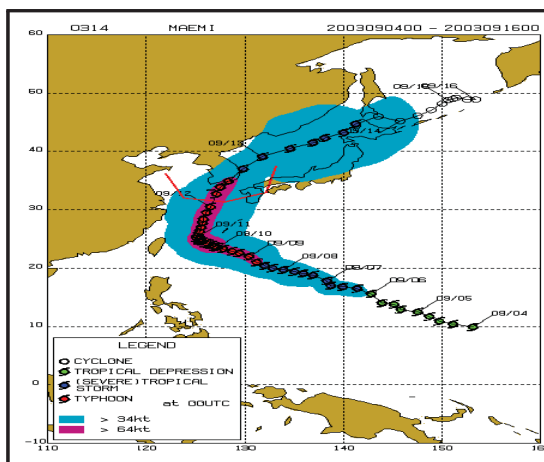 0314 MAEMI 2003090400 - 2003091600
60
50
40
30
20
10
0
-10
110 120 130 140 150 160
09/16
09/14
09/13
09/12
09/11
09/10
09/09
09/08
09/07
09/06
09/05
09/04
LEGEND
CYCLONE
TROPICAL DEPRESSION
(SEVERE)TROPICAL
STORM
TYPHOON at 00UTC
> 34kt
> 64kt